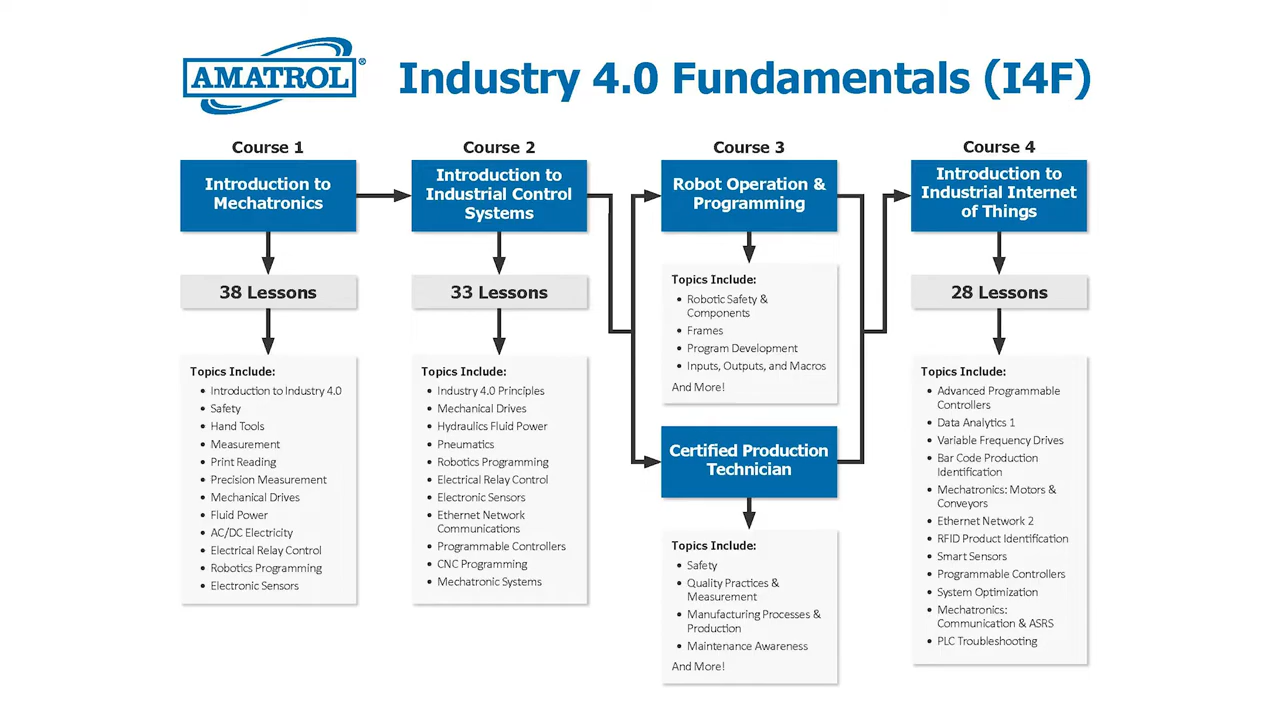 AMATROL®
Industry 4.0 Fundamentals (I4F)
Course 1
Introduction to
Mechatronics
38 Lessons
Topics Include:
• Introduction to Industry 4.0
• Safety
• Hand Tools
• Measurement
• Print Reading
• Precision Measurement
• Mechanical Drives
• Fluid Power
• AC/DC Electricity
• Electrical Relay Control
• Robotics Programming
• Electronic Sensors
Course 2
Introduction to
Industrial Control
Systems
33 Lessons
Topics Include:
• Industry 4.0 Principles
• Mechanical Drives
• Hydraulics Fluid Power
• Pneumatics
• Robotics Programming
• Electrical Relay Control
• Electronic Sensors
• Ethernet Network
Communications
• Programmable Controllers
• CNC Programming
• Mechatronic Systems
Course 3
Robot Operation &
Programming
Topics Include:
• Robotic Safety &
Components
• Frames
• Program Development
• Inputs, Outputs, and Macros
And More!
Certified Production
Technician
Topics Include:
• Safety
• Quality Practices &
Measurement
• Manufacturing Processes &
Production
• Maintenance Awareness
And More!
Course 4
Introduction to
Industrial Internet
of Things
28 Lessons
Topics Include:
• Advanced Programmable
Controllers
• Data Analytics 1
• Variable Frequency Drives
• Bar Code Production
Identification
• Mechatronics: Motors &
Conveyors
• Ethernet Network 2
• RFID Product Identification
• Smart Sensors
• Programmable Controllers
• System Optimization
• Mechatronics:
Communication & ASRS
• PLC Troubleshooting